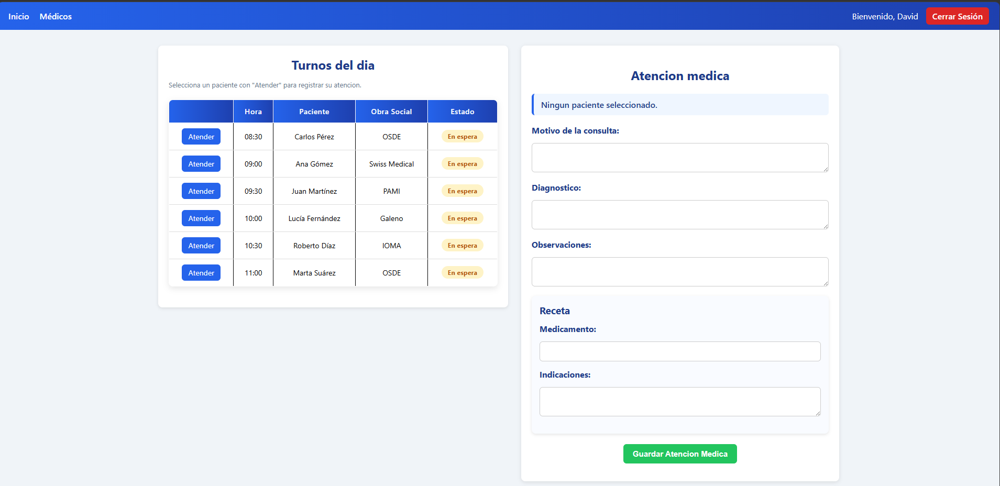 Inicio Médicos Bienvenido, David Cerrar Sesión
Turnos del dia
Selecciona un paciente con "Atender" para registrar su atencion.
Hora Paciente Obra Social Estado
Atender 08:30 Carlos Pérez OSDE En espera
Atender 09:00 Ana Gómez Swiss Medical En espera
Atender 09:30 Juan Martínez PAMI En espera
Atender 10:00 Lucía Fernández Galeno En espera
Atender 10:30 Roberto Díaz IOMA En espera
Atender 11:00 Marta Suárez OSDE En espera
Atencion medica
Ningun paciente seleccionado.
Motivo de la consulta:
Diagnostico:
Observaciones:
Receta
Medicamento:
Indicaciones:
Guardar Atencion Medica